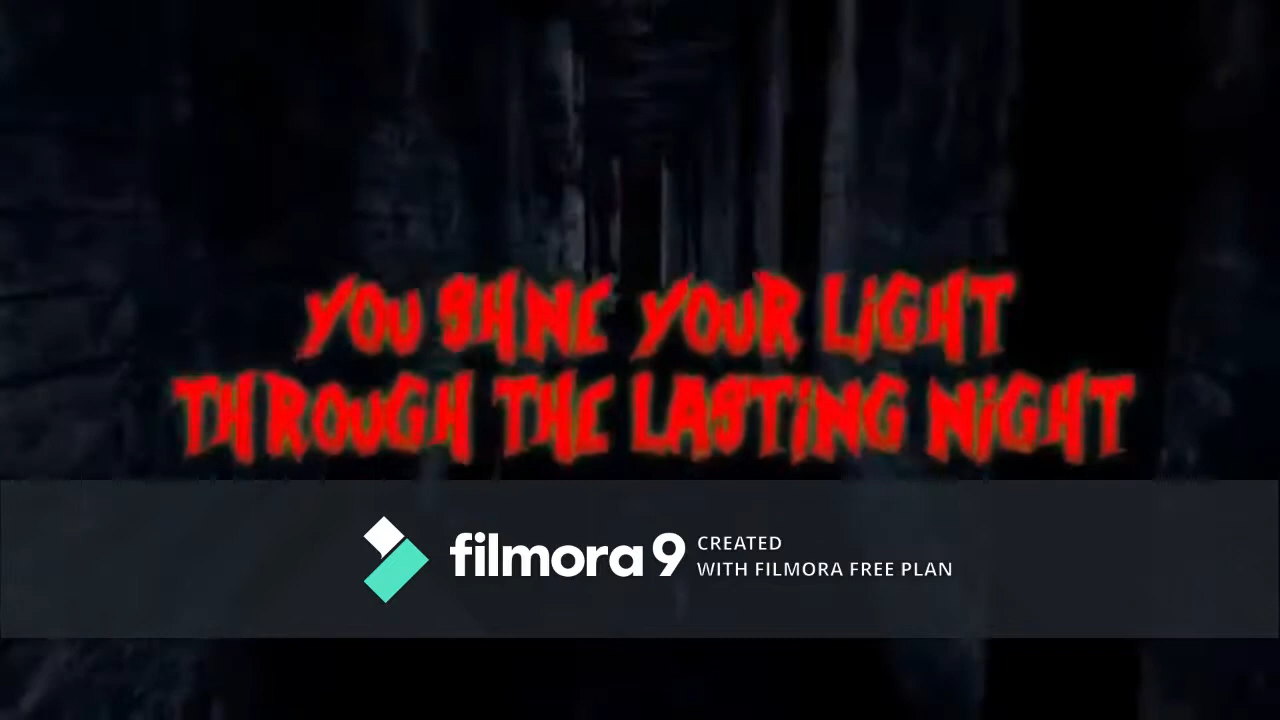 YOU SHiNE YOUR LiGHT
THROUGH THE LASTiNG NiGHT
filmora 9 CREATED
WITH FILMORA FREE PLAN